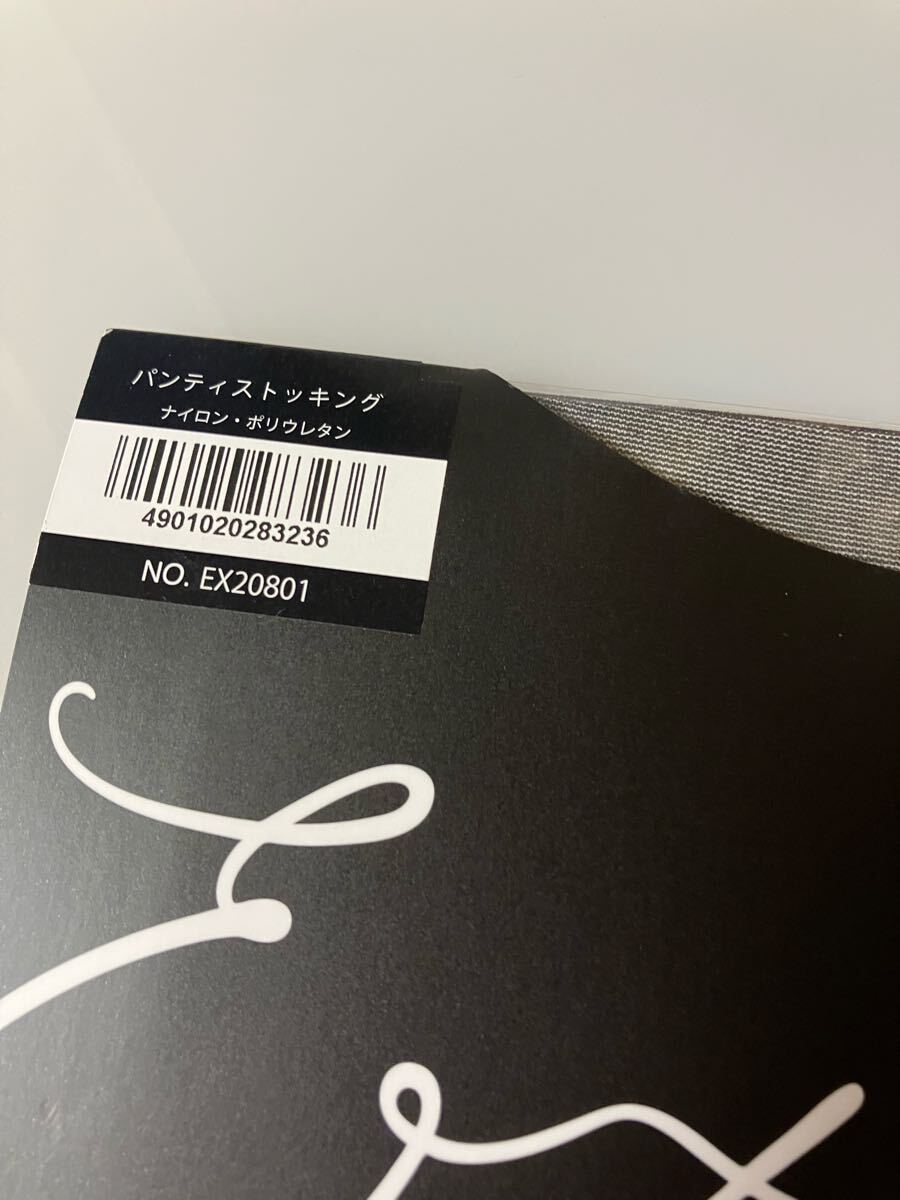 パンティストッキング
ナイロン・ポリウレタン
4901020283236
NO. EX20801